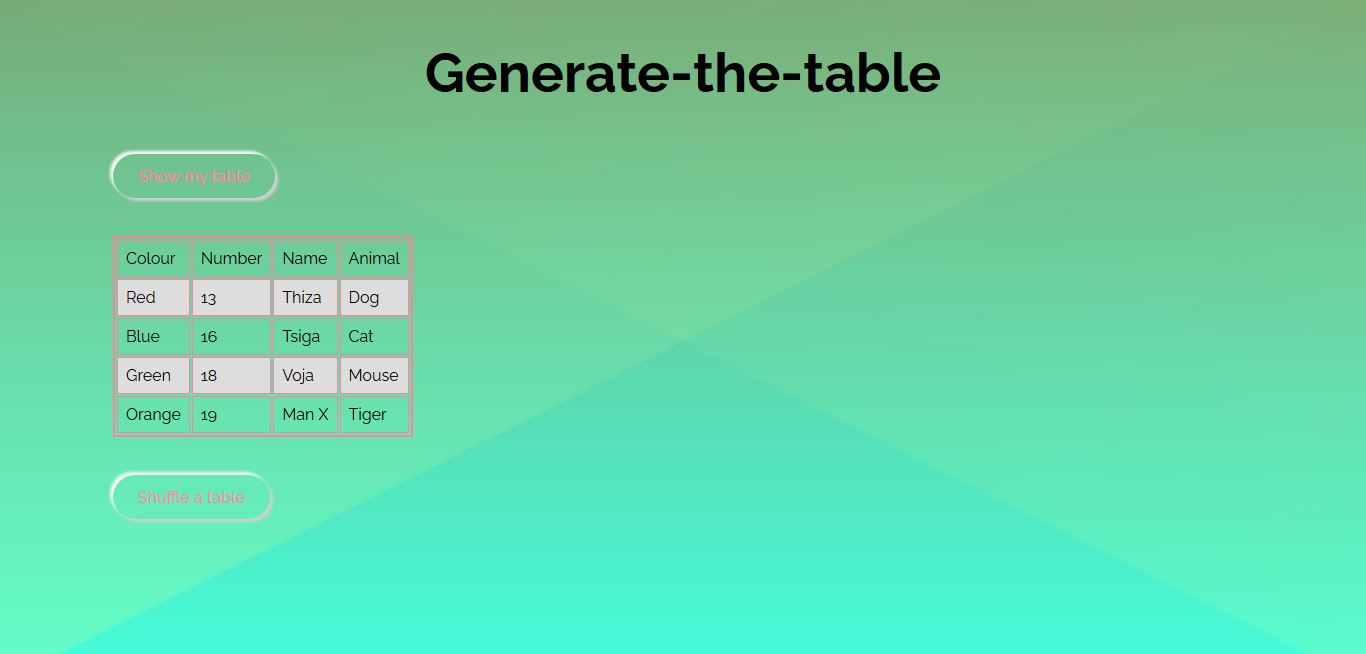 Generate-the-table
Show my table
Colour Number Name Animal
Red 13 Thiza Dog
Blue 16 Tsiga Cat
Green 18 Voja Mouse
Orange 19 Man X Tiger
Shuffle a table